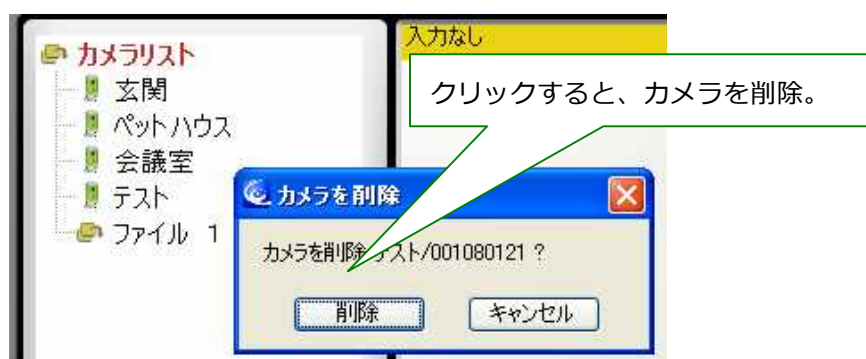 カメラリスト
玄関
ペットハウス
会議室
テスト
ファイル 1
入力なし
クリックすると、カメラを削除。
カメラを削除
カメラを削除 テスト/001080121 ?
削除
キャンセル